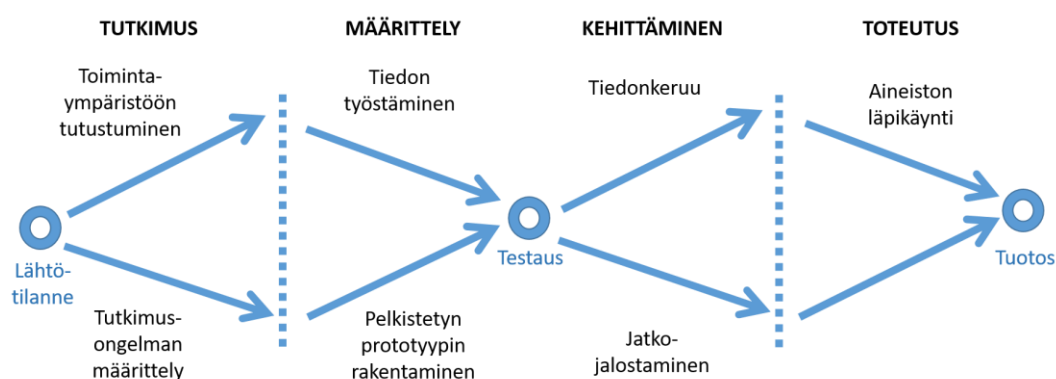 TUTKIMUS
MÄÄRITTELY
KEHITTÄMINEN
TOTEUTUS
Toiminta-
ympäristöön
tutustuminen
Tiedon
työstäminen
Tiedonkeruu
Aineiston
läpikäynti
Lähtö-
tilanne
Testaus
Tuotos
Tutkimus-
ongelman
määrittely
Pelkistetyn
prototyypin
rakentaminen
Jatko-
jalostaminen